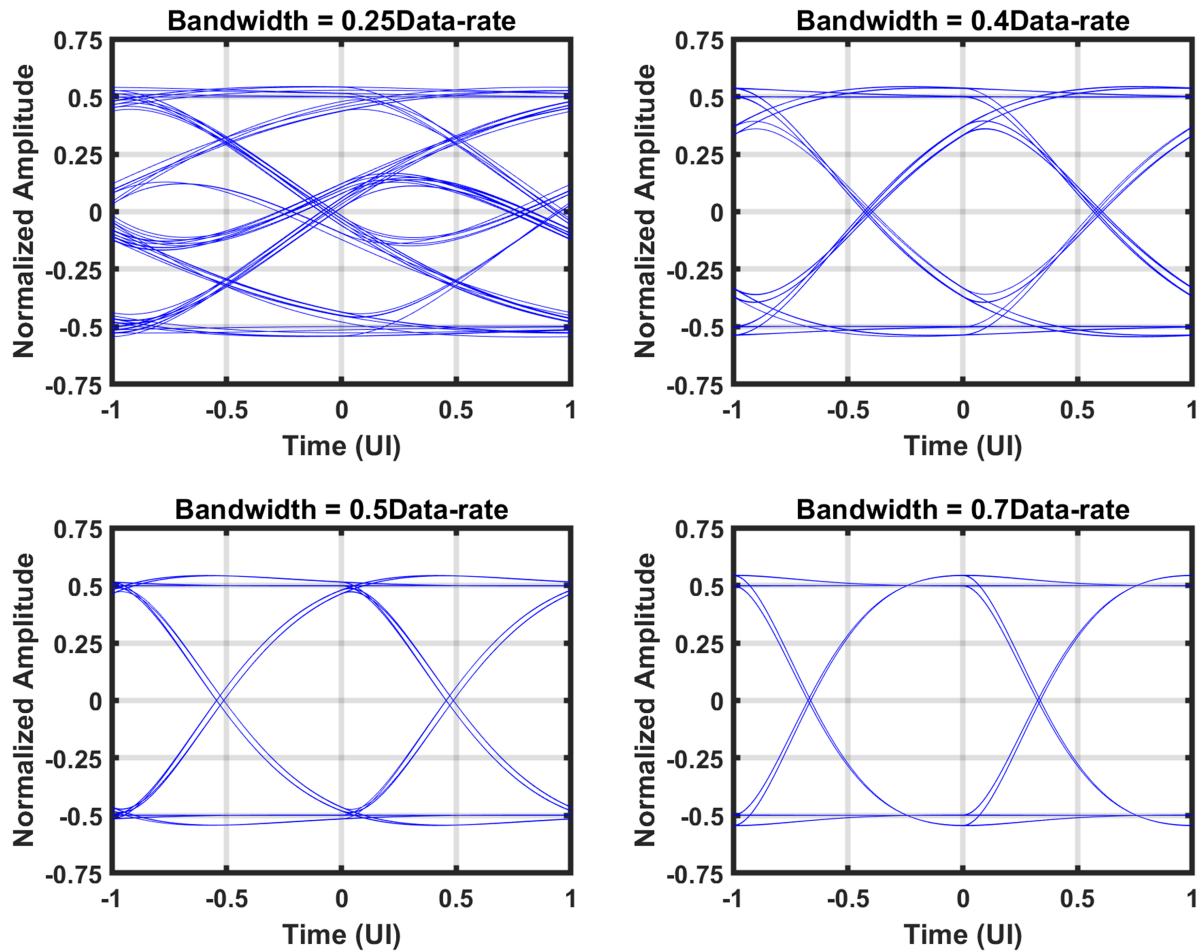 Bandwidth = 0.25Data-rate
0.75
0.5
0.25
0
-0.25
-0.5
-0.75
Normalized Amplitude
-1 -0.5 0 0.5 1
Time (UI)
Bandwidth = 0.4Data-rate
0.75
0.5
0.25
0
-0.25
-0.5
-0.75
Normalized Amplitude
-1 -0.5 0 0.5 1
Time (UI)
Bandwidth = 0.5Data-rate
0.75
0.5
0.25
0
-0.25
-0.5
-0.75
Normalized Amplitude
-1 -0.5 0 0.5 1
Time (UI)
Bandwidth = 0.7Data-rate
0.75
0.5
0.25
0
-0.25
-0.5
-0.75
Normalized Amplitude
-1 -0.5 0 0.5 1
Time (UI)